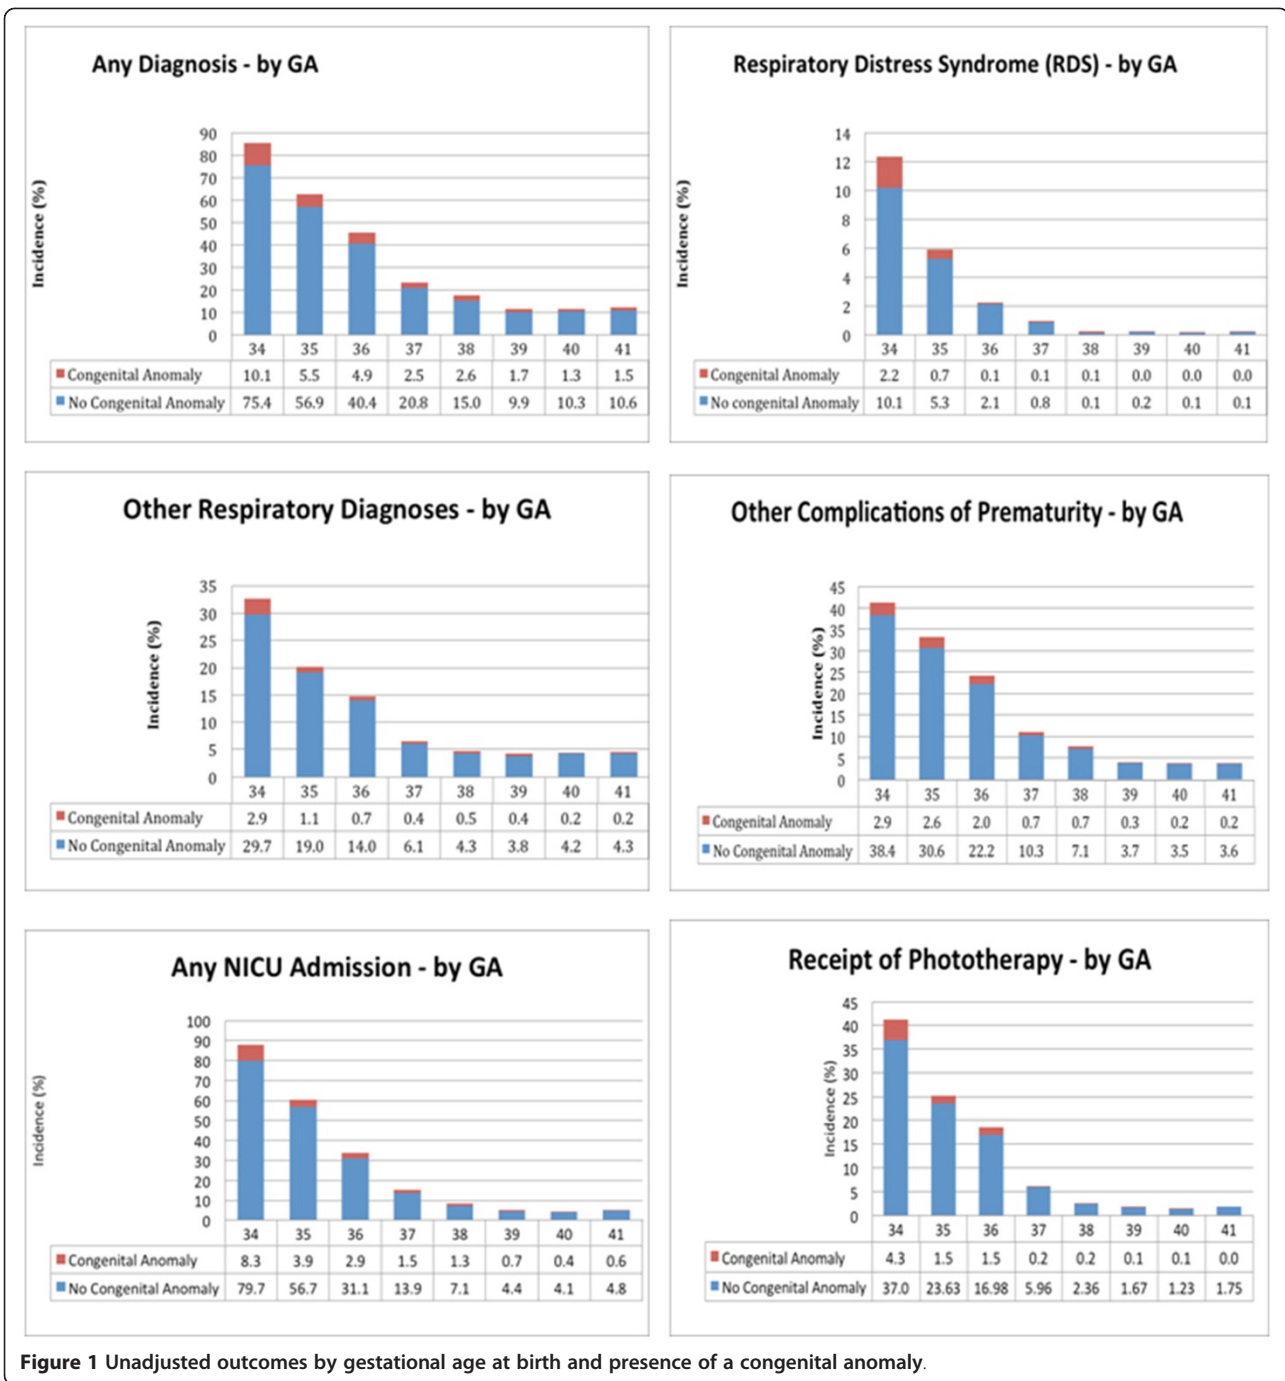 Any Diagnosis - by GA
Incidence (%)
90
80
70
60
50
40
30
20
10
0
34 35 36 37 38 39 40 41
Congenital Anomaly 10.1 5.5 4.9 2.5 2.6 1.7 1.3 1.5
No Congenital Anomaly 75.4 56.9 40.4 20.8 15.0 9.9 10.3 10.6
Respiratory Distress Syndrome (RDS) - by GA
Incidence (%)
14
12
10
8
6
4
2
0
34 35 36 37 38 39 40 41
Congenital Anomaly 2.2 0.7 0.1 0.1 0.1 0.0 0.0 0.0
No congenital Anomaly 10.1 5.3 2.1 0.8 0.1 0.2 0.1 0.1
Other Respiratory Diagnoses - by GA
Incidence (%)
35
30
25
20
15
10
5
0
34 35 36 37 38 39 40 41
Congenital Anomaly 2.9 1.1 0.7 0.4 0.5 0.4 0.2 0.2
No Congenital Anomaly 29.7 19.0 14.0 6.1 4.3 3.8 4.2 4.3
Other Complications of Prematurity - by GA
Incidence (%)
45
40
35
30
25
20
15
10
5
0
34 35 36 37 38 39 40 41
Congenital Anomaly 2.9 2.6 2.0 0.7 0.7 0.3 0.2 0.2
No Congenital Anomaly 38.4 30.6 22.2 10.3 7.1 3.7 3.5 3.6
Any NICU Admission - by GA
Incidence (%)
100
90
80
70
60
50
40
30
20
10
0
34 35 36 37 38 39 40 41
Congenital Anomaly 8.3 3.9 2.9 1.5 1.3 0.7 0.4 0.6
No Congenital Anomaly 79.7 56.7 31.1 13.9 7.1 4.4 4.1 4.8
Receipt of Phototherapy - by GA
Incidence (%)
45
40
35
30
25
20
15
10
5
0
34 35 36 37 38 39 40 41
Congenital Anomaly 4.3 1.5 1.5 0.2 0.2 0.1 0.1 0.0
No Congenital Anomaly 37.0 23.63 16.98 5.96 2.36 1.67 1.23 1.75
Figure 1 Unadjusted outcomes by gestational age at birth and presence of a congenital anomaly.